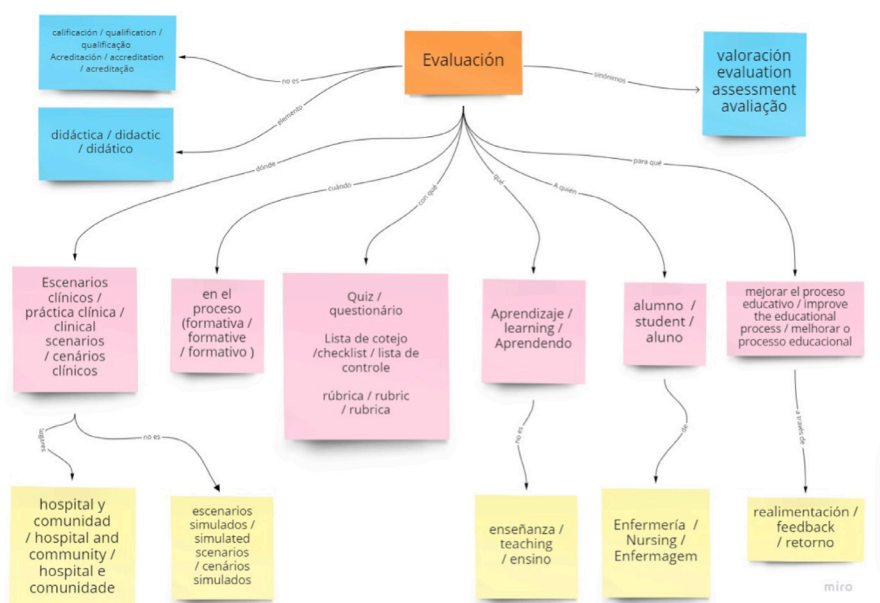 calificación / qualification /
qualificação
Acreditación / accreditation
/ acreditação
Evaluación
valoración
evaluation
assessment
avaliação
no es
sinónimos
plemento
didáctica / didactic
/ didático
dónde
cuándo
con qué
qué
A quién
para qué
Escenarios
clínicos /
práctica clínica /
clinical
scenarios
/ cenários
clínicos
en el
proceso
(formativa /
formative /
formativo )
Quiz /
questionário
Lista de cotejo
/checklist / lista de
controle
rúbrica / rubric
/ rubrica
Aprendizaje /
learning /
Aprendendo
alumno /
student /
aluno
mejorar el proceso
educativo / improve
the educational
process / melhorar o
processo educacional
lugares
no es
no es
de
a través de
hospital y
comunidad
/ hospital and
community /
hospital e
comunidade
escenarios
simulados /
simulated
scenarios
/ cenários
simulados
enseñanza /
teaching
/ ensino
Enfermería /
Nursing /
Enfermagem
realimentación /
feedback
/ retorno
miro